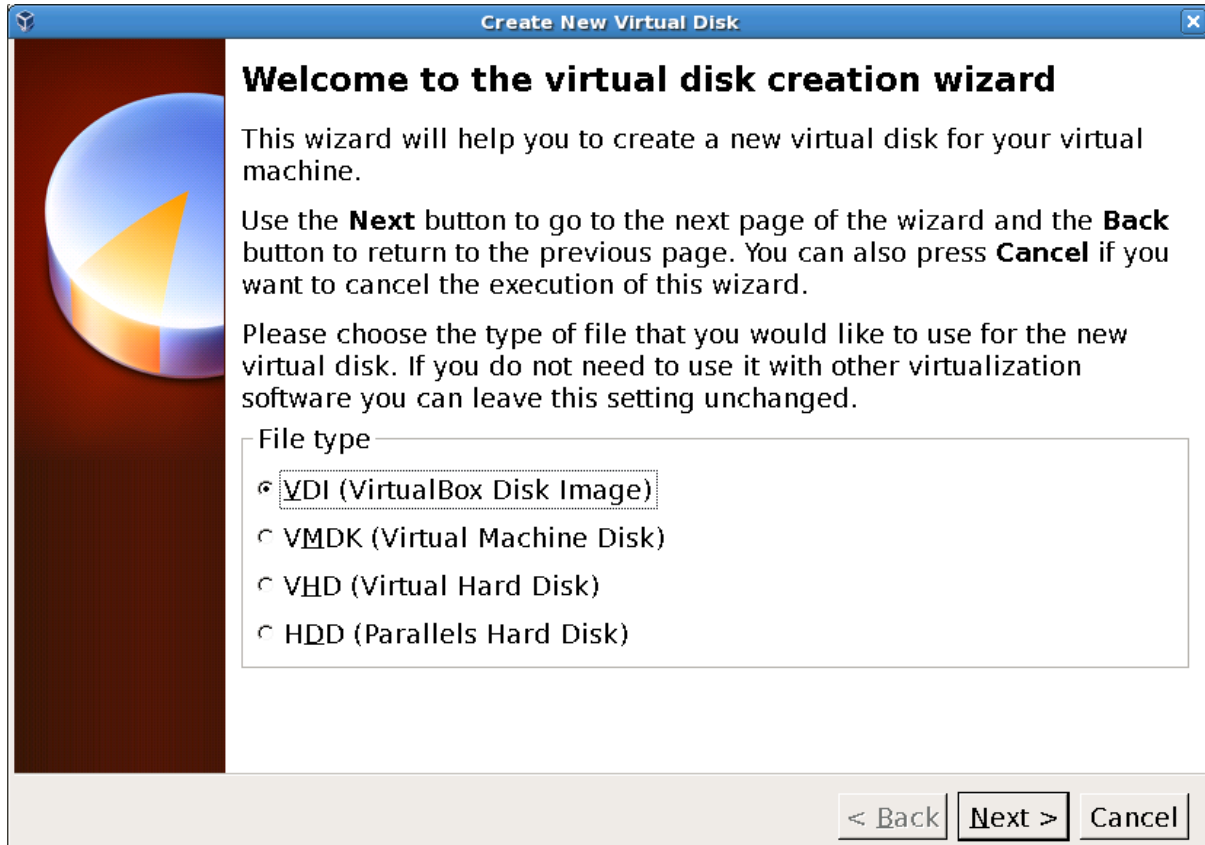 Create New Virtual Disk
Welcome to the virtual disk creation wizard
This wizard will help you to create a new virtual disk for your virtual
machine.
Use the Next button to go to the next page of the wizard and the Back
button to return to the previous page. You can also press Cancel if you
want to cancel the execution of this wizard.
Please choose the type of file that you would like to use for the new
virtual disk. If you do not need to use it with other virtualization
software you can leave this setting unchanged.
File type
VDI (VirtualBox Disk Image)
VMDK (Virtual Machine Disk)
VHD (Virtual Hard Disk)
HDD (Parallels Hard Disk)
< Back Next > Cancel